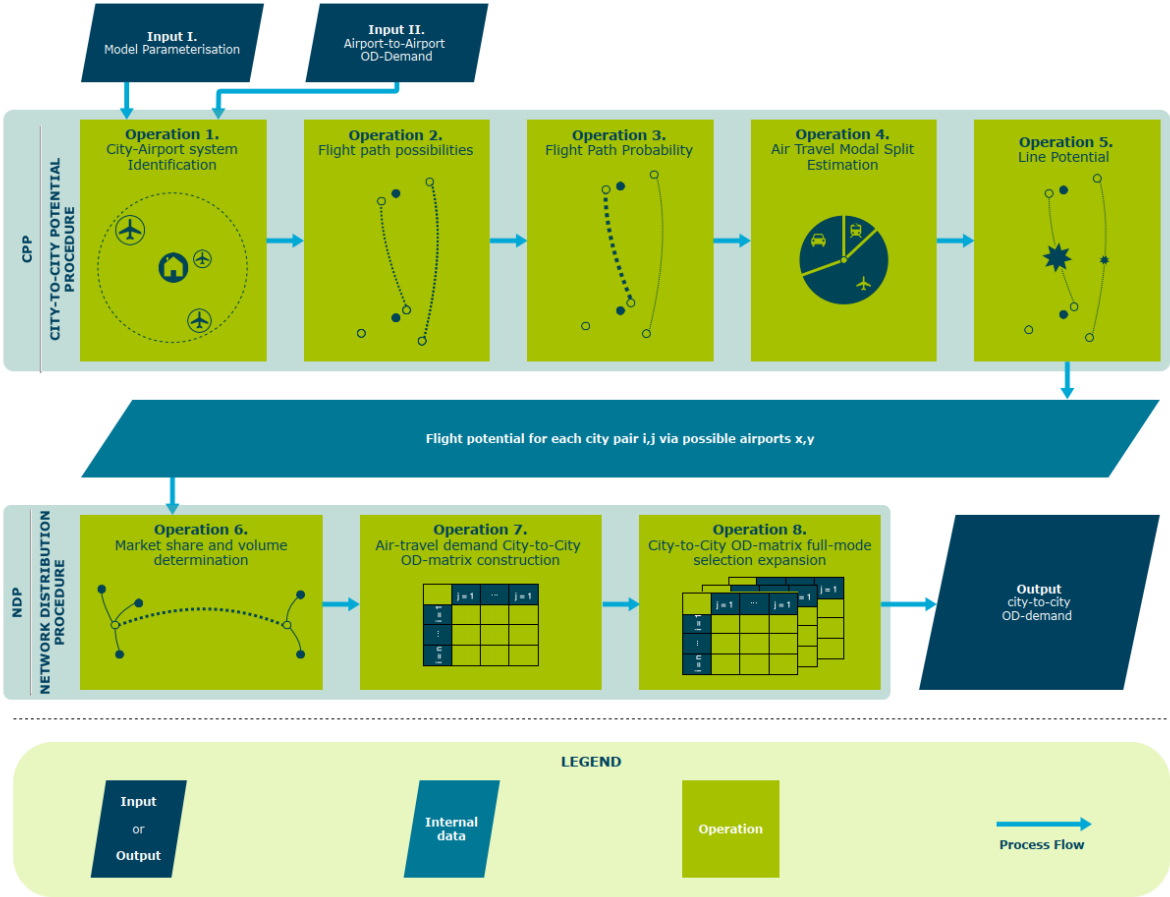 Input I.
Model Parameterisation
Input II.
Airport-to-Airport
OD-Demand
CPP
CITY-TO-CITY POTENTIAL
PROCEDURE
Operation 1.
City-Airport system
Identification
Operation 2.
Flight path possibilities
Operation 3.
Flight Path Probability
Operation 4.
Air Travel Modal Split
Estimation
Operation 5.
Line Potential
Flight potential for each city pair i,j via possible airports x,y
NDP
NETWORK DISTRIBUTION
PROCEDURE
Operation 6.
Market share and volume
determination
Operation 7.
Air-travel demand City-to-City
OD-matrix construction
j = 1 ... j = 1
i = 1
...
i = n
Operation 8.
City-to-City OD-matrix full-mode
selection expansion
j = 1
= 1
j = 1 ... j = 1
i = 1
...
i = n
Output
city-to-city
OD-demand
LEGEND
Input
or
Output
Internal
data
Operation
Process Flow